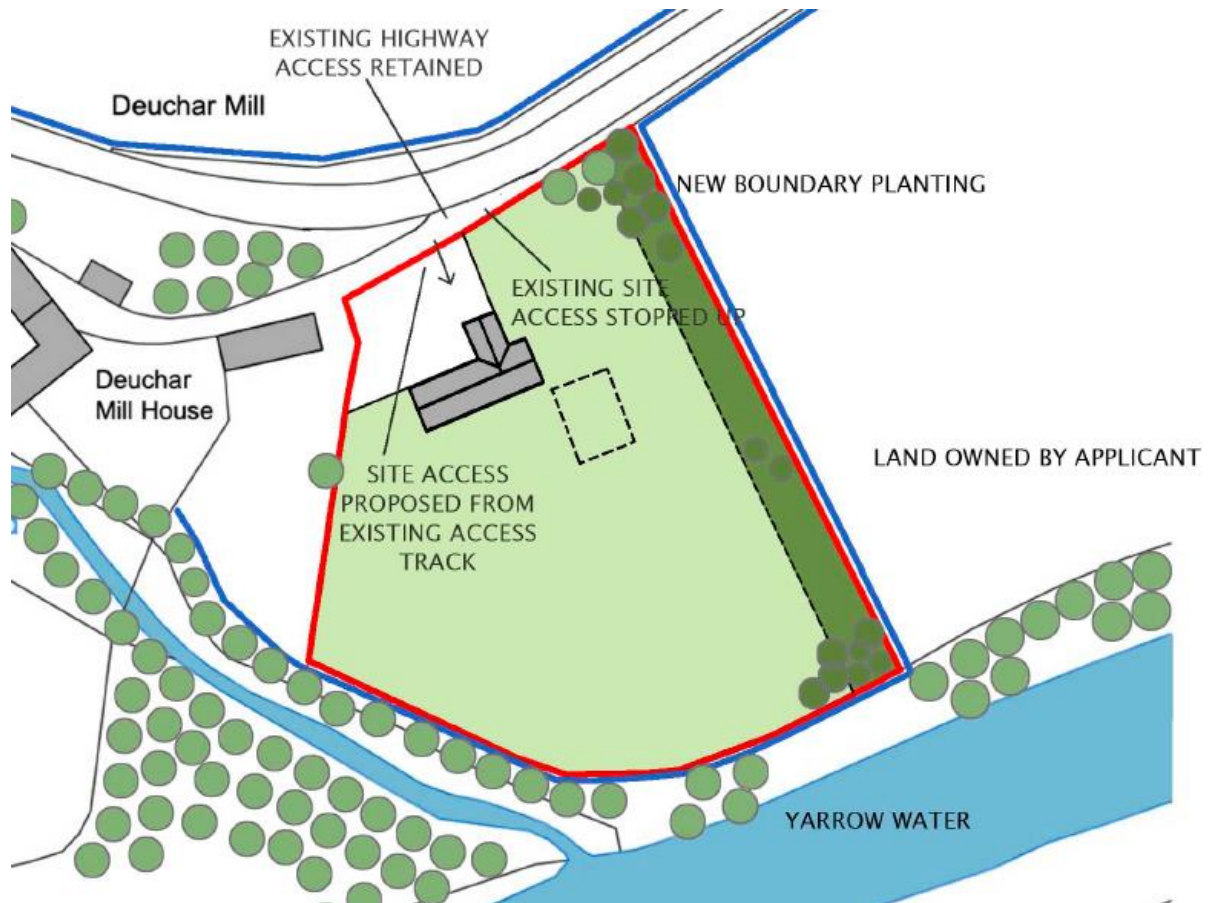 EXISTING HIGHWAY
ACCESS RETAINED
Deuchar Mill
NEW BOUNDARY PLANTING
EXISTING SITE
ACCESS STOPPED UP
Deuchar
Mill House
LAND OWNED BY APPLICANT
SITE ACCESS
PROPOSED FROM
EXISTING ACCESS
TRACK
YARROW WATER